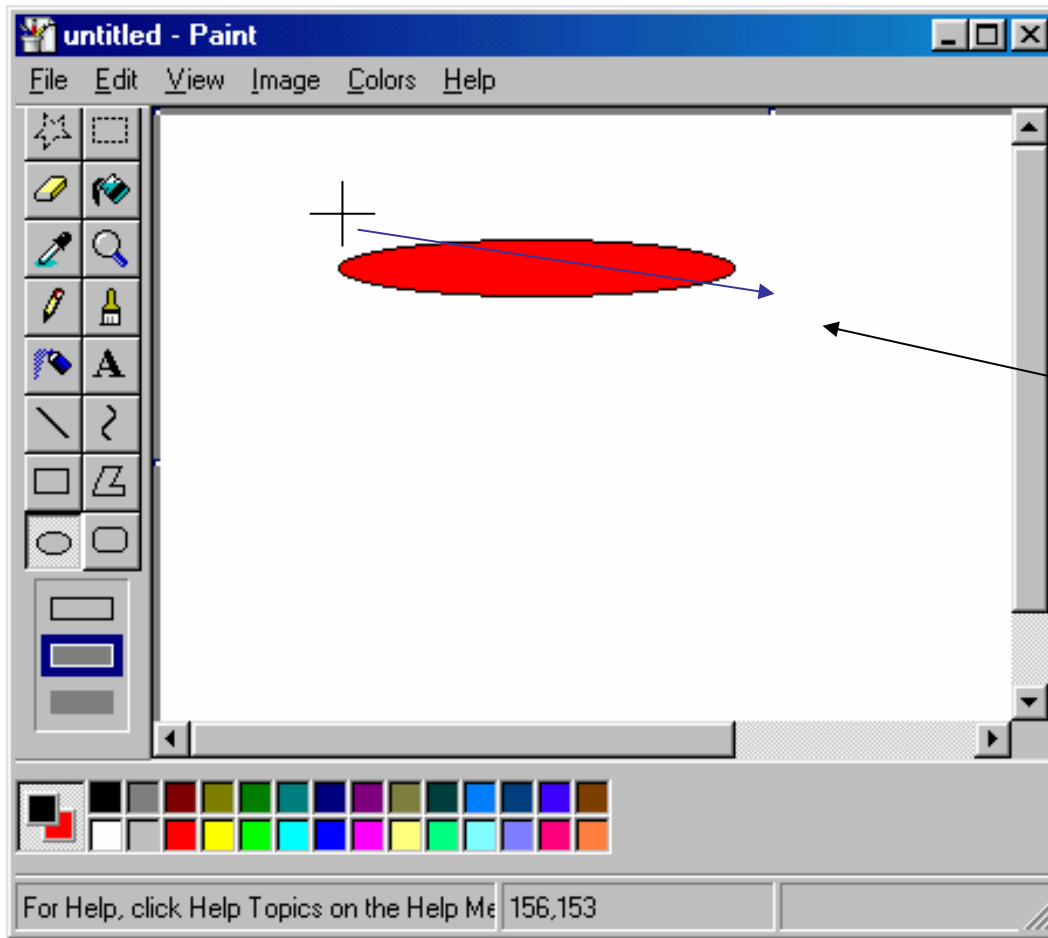 untitled - Paint
File Edit View Image Colors Help
A
For Help, click Help Topics on the Help Me
156,153